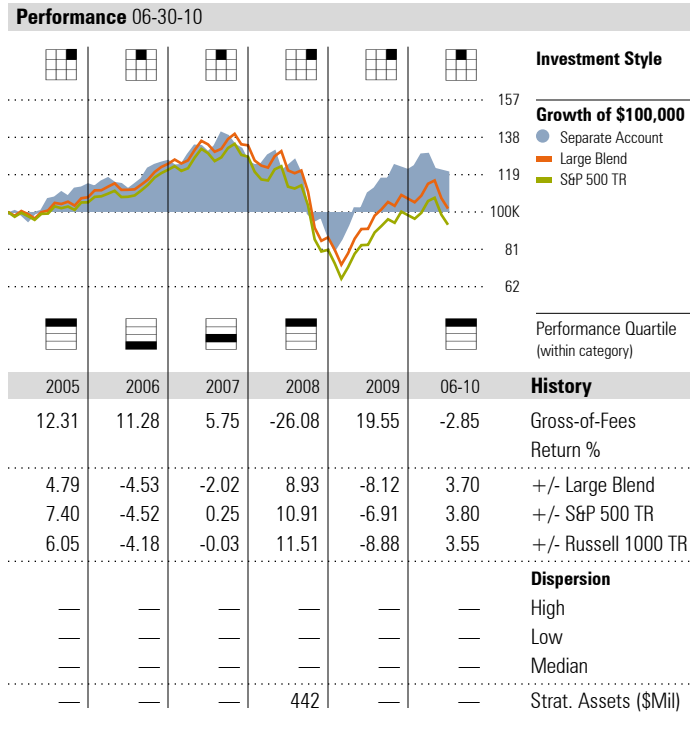 Performance 06-30-10
Investment Style
157
Growth of $100,000
138
Separate Account
Large Blend
119
S&P 500 TR
100K
81
62
Performance Quartile
(within category)
2005 2006 2007 2008 2009 06-10 History
12.31 11.28 5.75 -26.08 19.55 -2.85 Gross-of-Fees
Return %
4.79 -4.53 -2.02 8.93 -8.12 3.70 +/- Large Blend
7.40 -4.52 0.25 10.91 -6.91 3.80 +/- S&P 500 TR
6.05 -4.18 -0.03 11.51 -8.88 3.55 +/- Russell 1000 TR
Dispersion
— — — — — — High
— — — — — — Low
— — — — — — Median
— — — 442 — — Strat. Assets ($Mil)